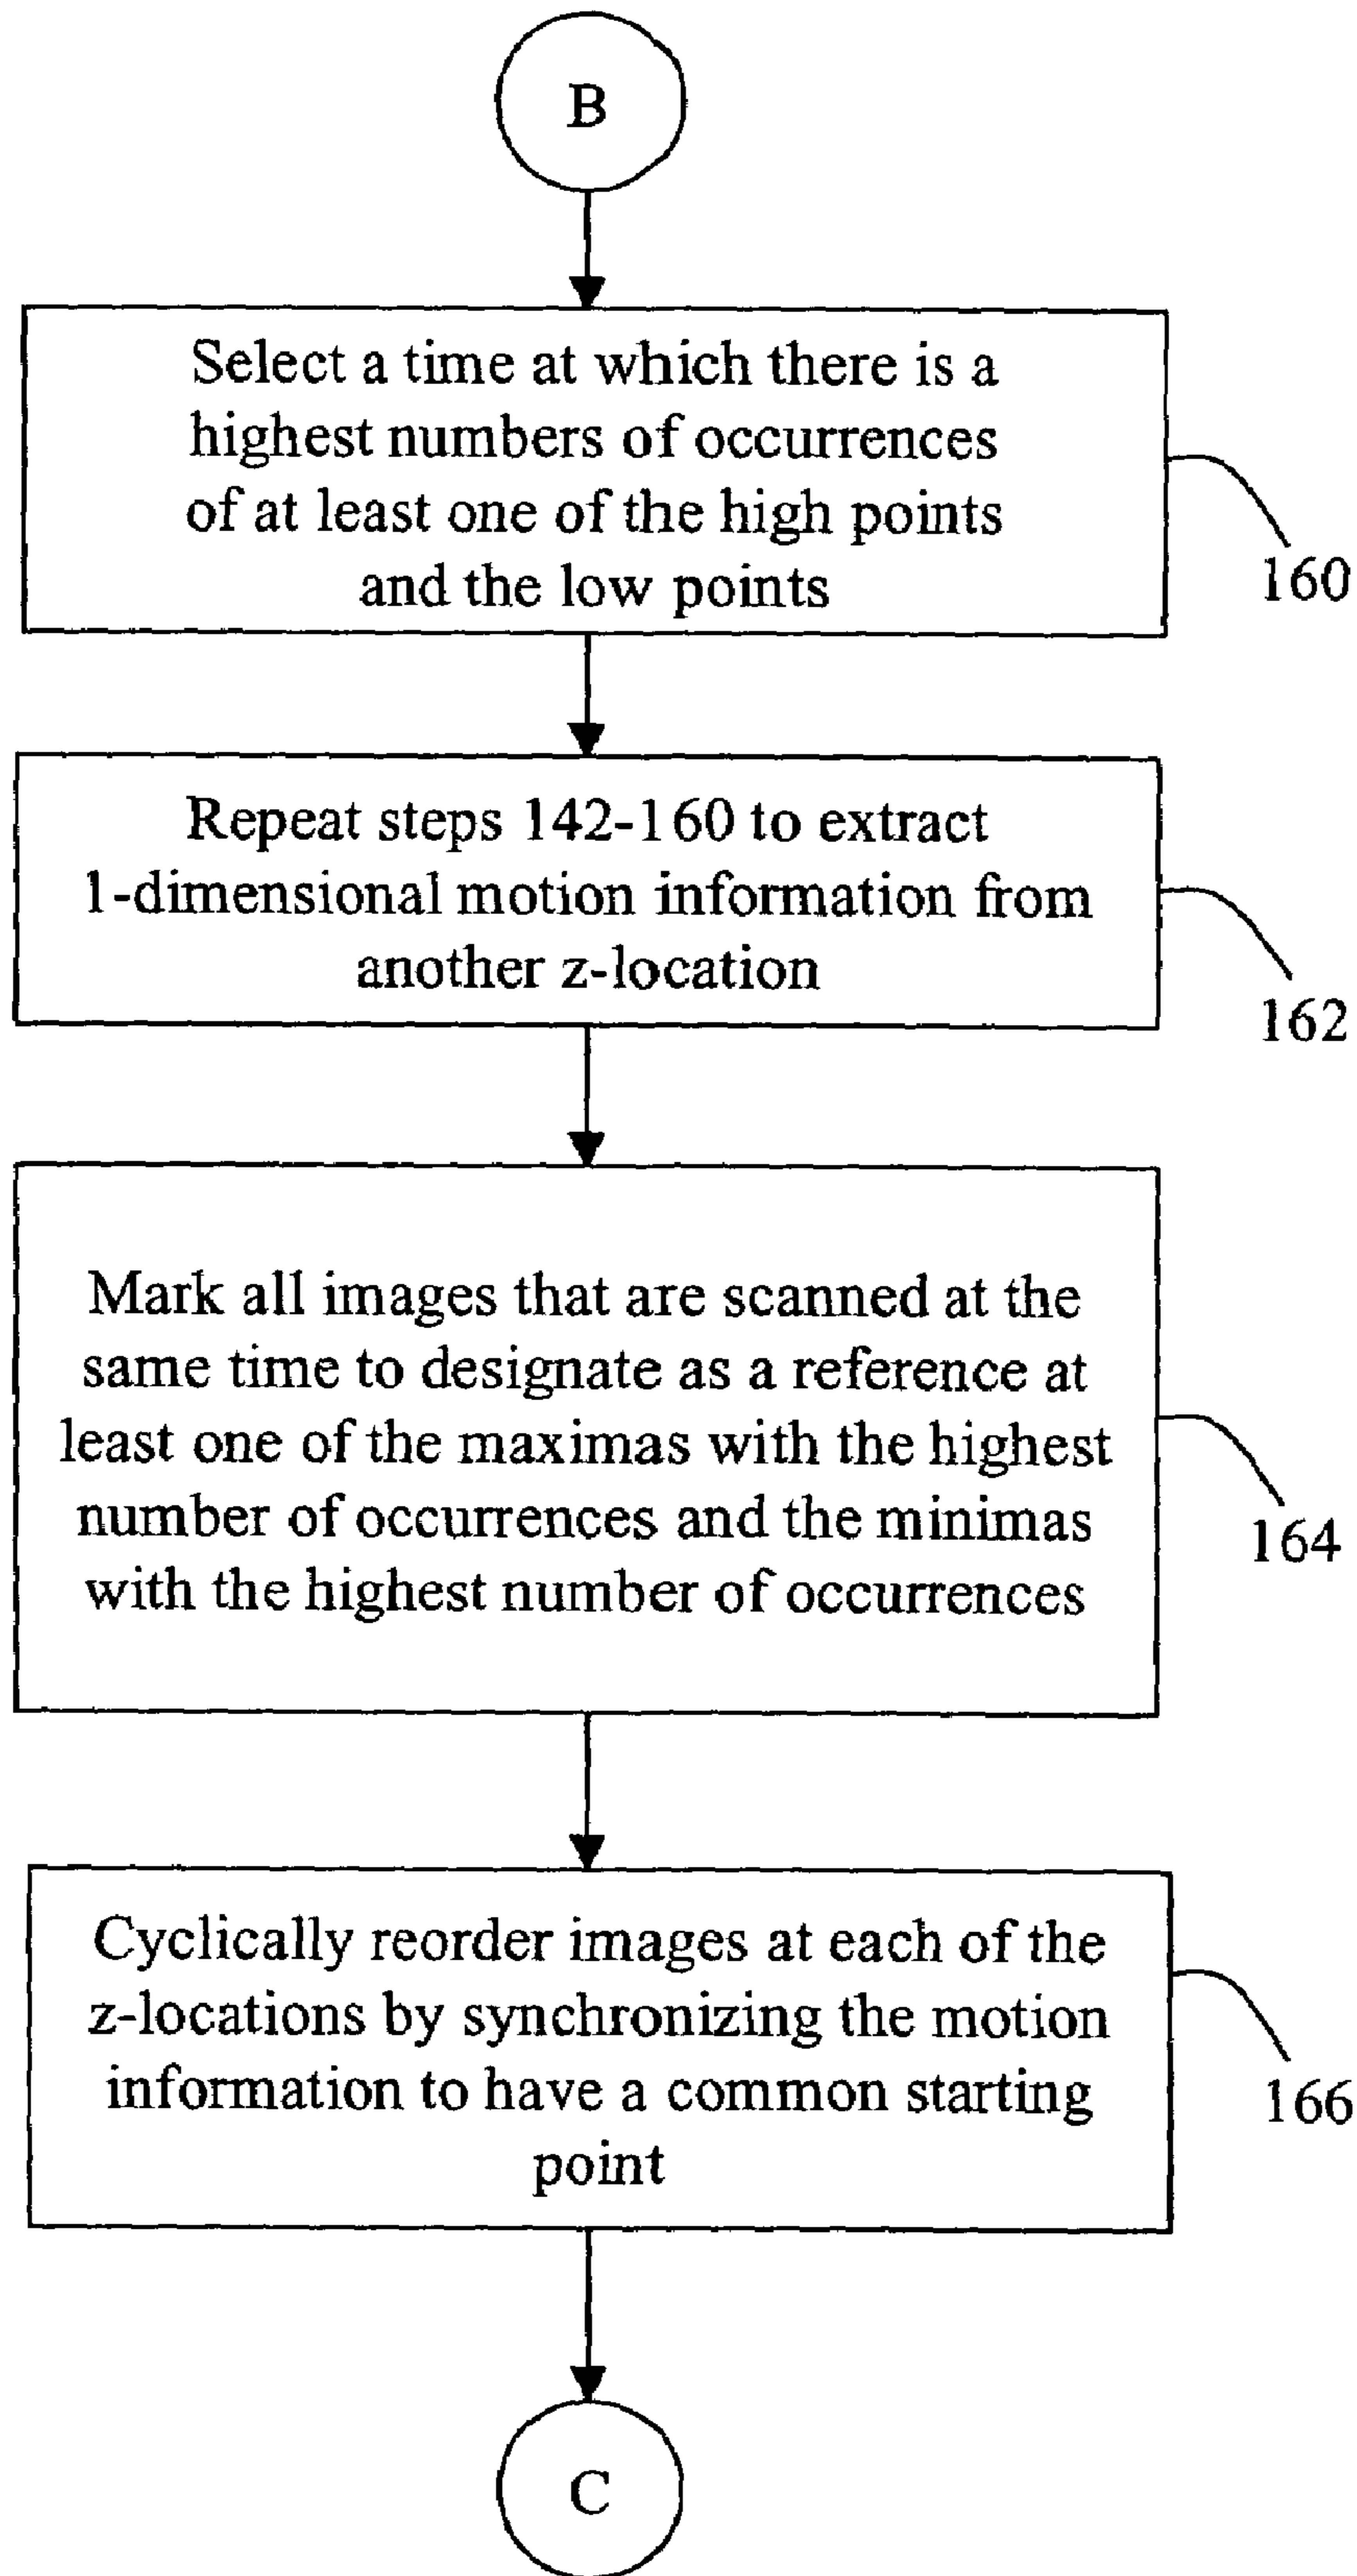 B
Select a time at which there is a
highest numbers of occurrences
of at least one of the high points
and the low points
160
Repeat steps 142-160 to extract
1-dimensional motion information from
another z-location
162
Mark all images that are scanned at the
same time to designate as a reference at
least one of the maximas with the highest
number of occurrences and the minimas
with the highest number of occurrences
164
Cyclically reorder images at each of the
z-locations by synchronizing the motion
information to have a common starting
point
166
C